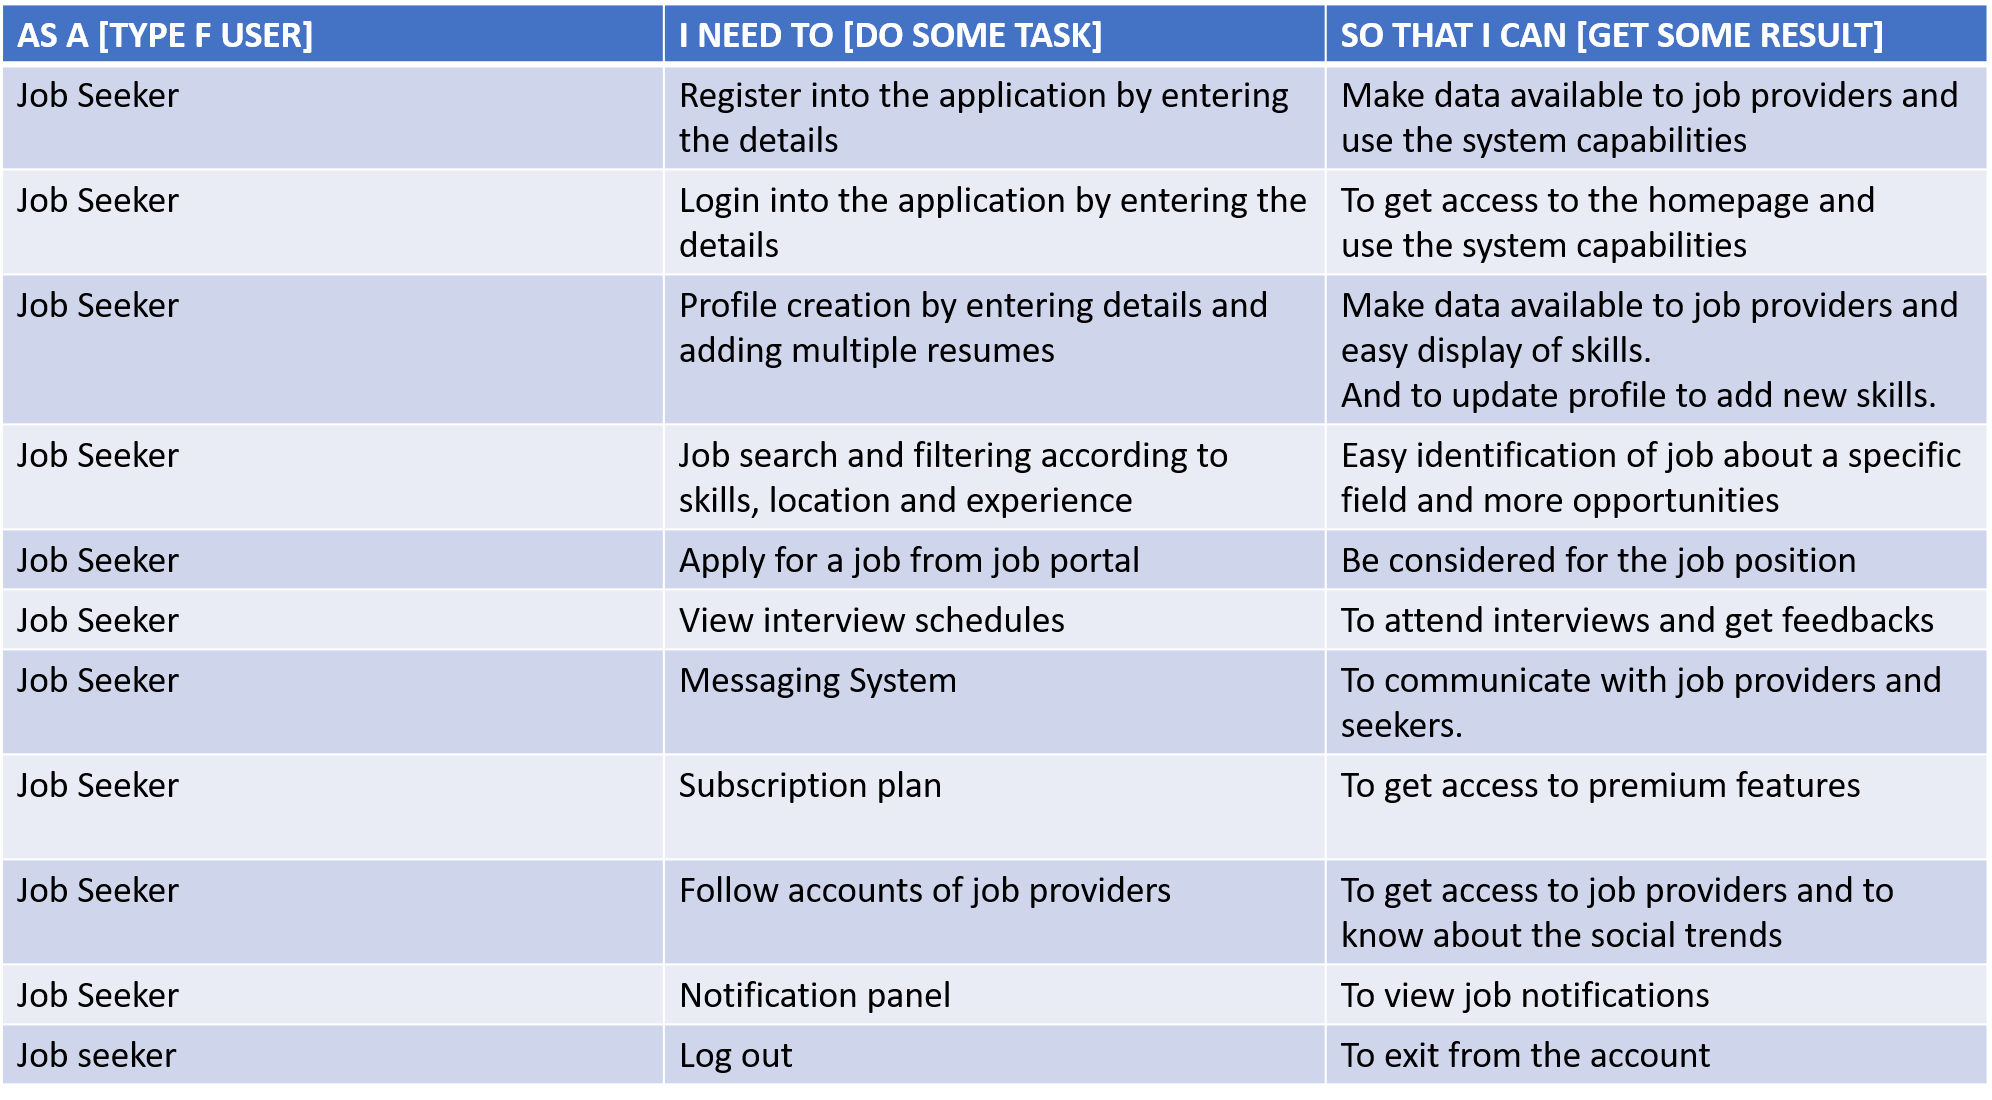 AS A [TYPE F USER]
I NEED TO [DO SOME TASK]
SO THAT I CAN [GET SOME RESULT]
Job Seeker
Register into the application by entering
the details
Make data available to job providers and
use the system capabilities
Job Seeker
Login into the application by entering the
details
To get access to the homepage and
use the system capabilities
Job Seeker
Profile creation by entering details and
adding multiple resumes
Make data available to job providers and
easy display of skills.
And to update profile to add new skills.
Job Seeker
Job search and filtering according to
skills, location and experience
Easy identification of job about a specific
field and more opportunities
Job Seeker
Apply for a job from job portal
Be considered for the job position
Job Seeker
View interview schedules
To attend interviews and get feedbacks
Job Seeker
Messaging System
To communicate with job providers and
seekers.
Job Seeker
Subscription plan
To get access to premium features
Job Seeker
Follow accounts of job providers
To get access to job providers and to
know about the social trends
Job Seeker
Notification panel
To view job notifications
Job seeker
Log out
To exit from the account